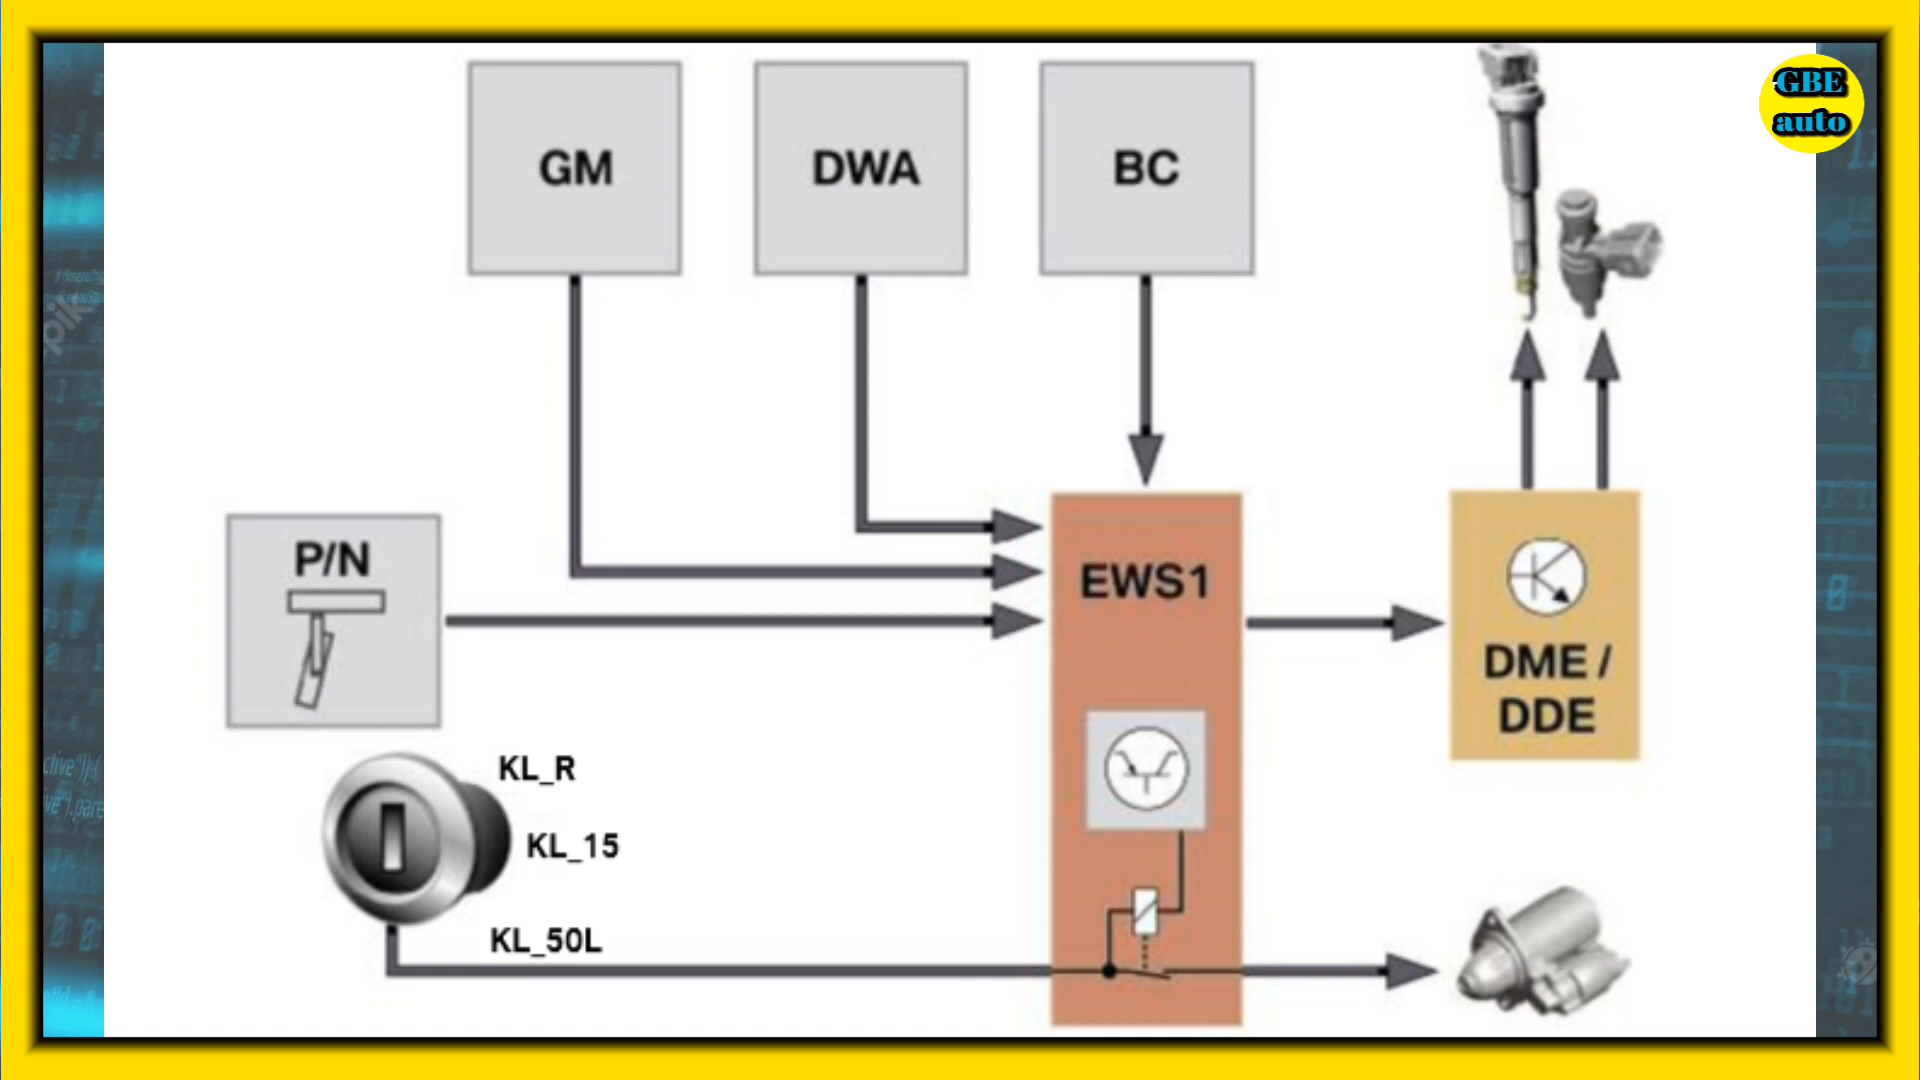 GM
DWA
BC
GBE
auto
P/N
EWS1
DME /
DDE
KL_R
KL_15
KL_50L